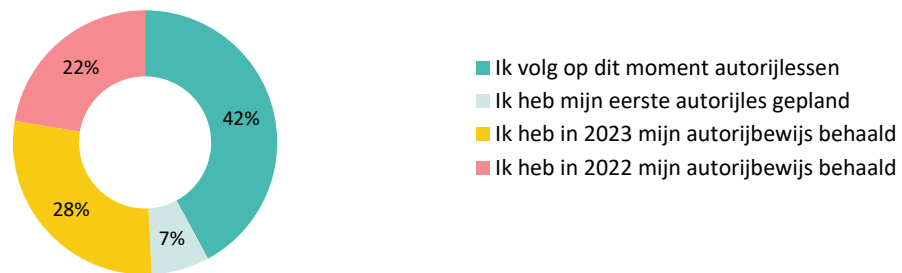 22%
42%
28%
7%
Ik volg op dit moment autorijlessen
Ik heb mijn eerste autorijles gepland
Ik heb in 2023 mijn autorijbewijs behaald
Ik heb in 2022 mijn autorijbewijs behaald